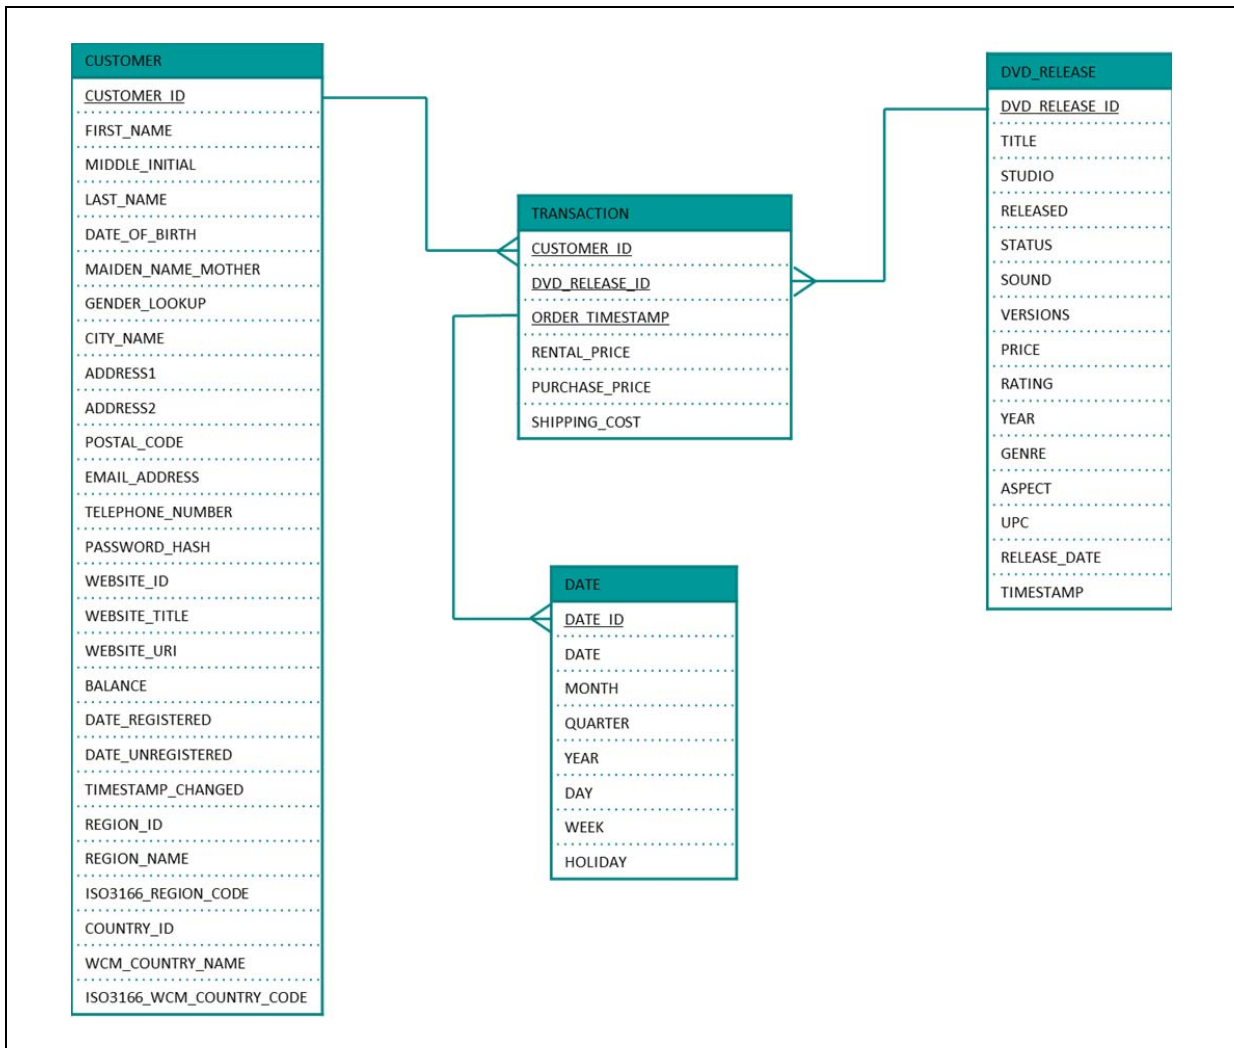 CUSTOMER
CUSTOMER_ID
FIRST_NAME
MIDDLE_INITIAL
LAST_NAME
DATE_OF_BIRTH
MAIDEN_NAME_MOTHER
GENDER_LOOKUP
CITY_NAME
ADDRESS1
ADDRESS2
POSTAL_CODE
EMAIL_ADDRESS
TELEPHONE_NUMBER
PASSWORD_HASH
WEBSITE_ID
WEBSITE_TITLE
WEBSITE_URI
BALANCE
DATE_REGISTERED
DATE_UNREGISTERED
TIMESTAMP_CHANGED
REGION_ID
REGION_NAME
ISO3166_REGION_CODE
COUNTRY_ID
WCM_COUNTRY_NAME
ISO3166_WCM_COUNTRY_CODE
TRANSACTION
CUSTOMER_ID
DVD_RELEASE_ID
ORDER_TIMESTAMP
RENTAL_PRICE
PURCHASE_PRICE
SHIPPING_COST
DATE
DATE_ID
DATE
MONTH
QUARTER
YEAR
DAY
WEEK
HOLIDAY
DVD_RELEASE
DVD_RELEASE_ID
TITLE
STUDIO
RELEASED
STATUS
SOUND
VERSIONS
PRICE
RATING
YEAR
GENRE
ASPECT
UPC
RELEASE_DATE
TIMESTAMP